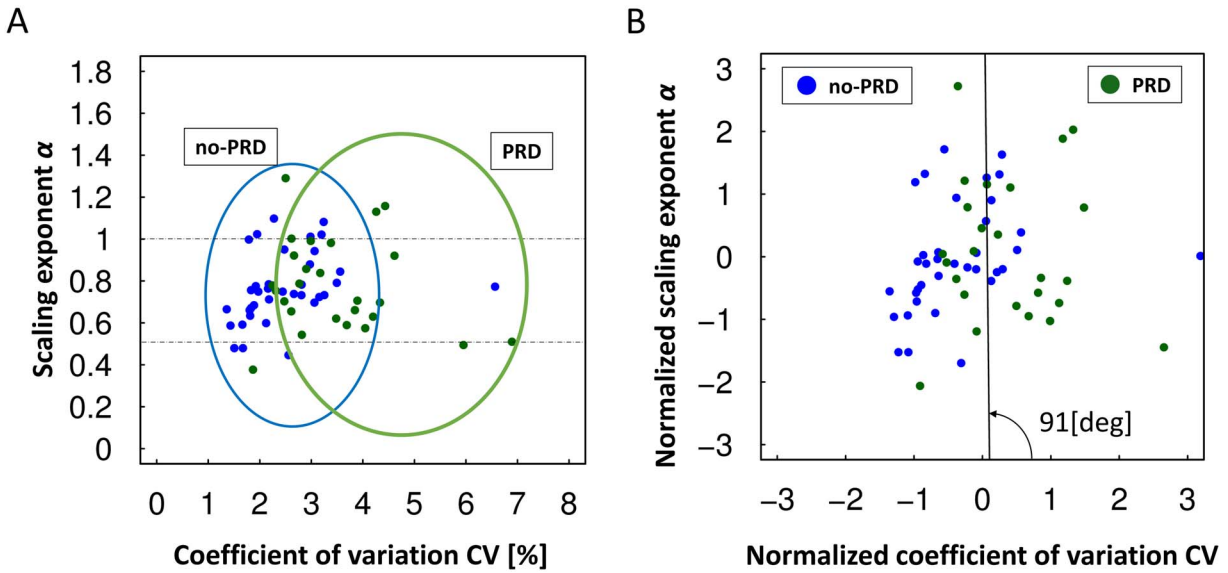 A
B
1.8
1.6
1.4
1.2
1
0.8
0.6
0.4
0.2
0
Scaling exponent α
no-PRD
PRD
0 1 2 3 4 5 6 7 8
Coefficient of variation CV [%]
3
2
1
0
−1
−2
−3
Normalized scaling exponent α
no-PRD
PRD
91[deg]
−3 −2 −1 0 1 2 3
Normalized coefficient of variation CV